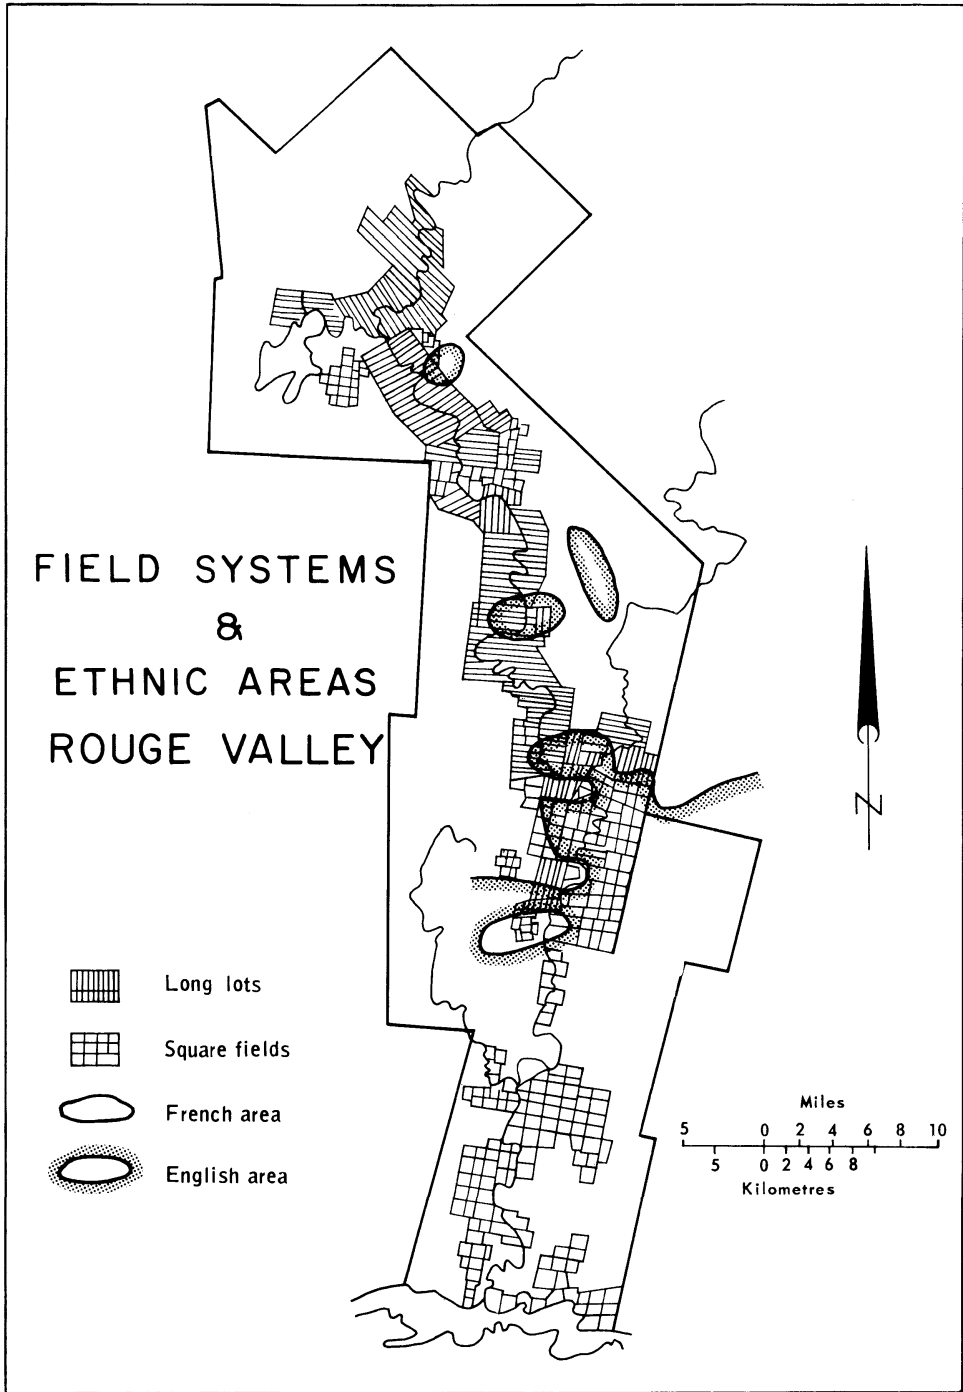 FIELD SYSTEMS
&
ETHNIC AREAS
ROUGE VALLEY
Long lots
Square fields
French area
English area
Miles
5 0 2 4 6 8 10
5 0 2 4 6 8
Kilometres
N